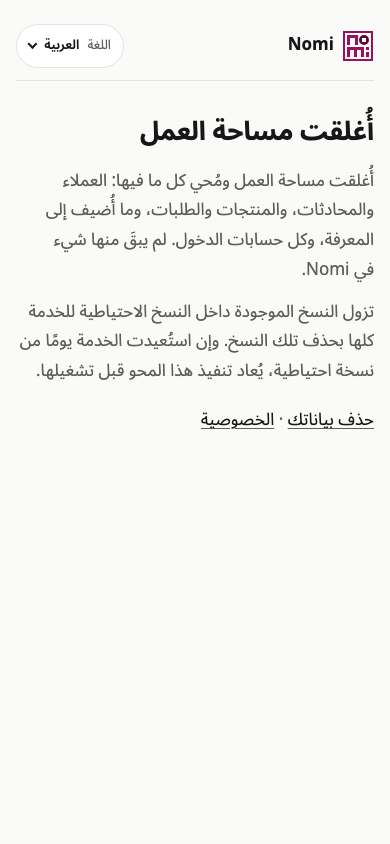 Nomi
اللغة العربية
أُغلقت مساحة العمل
أُغلقت مساحة العمل ومُحي كل ما فيها: العملاء
والمحادثات، والمنتجات والطلبات، وما أُضيف إلى
المعرفة، وكل حسابات الدخول. لم يبقَ منها شيء
في Nomi.
تزول النسخ الموجودة داخل النسخ الاحتياطية للخدمة
كلها بحذف تلك النسخ. وإن استُعيدت الخدمة يومًا من
نسخة احتياطية، يُعاد تنفيذ هذا المحو قبل تشغيلها.
حذف بياناتك · الخصوصية